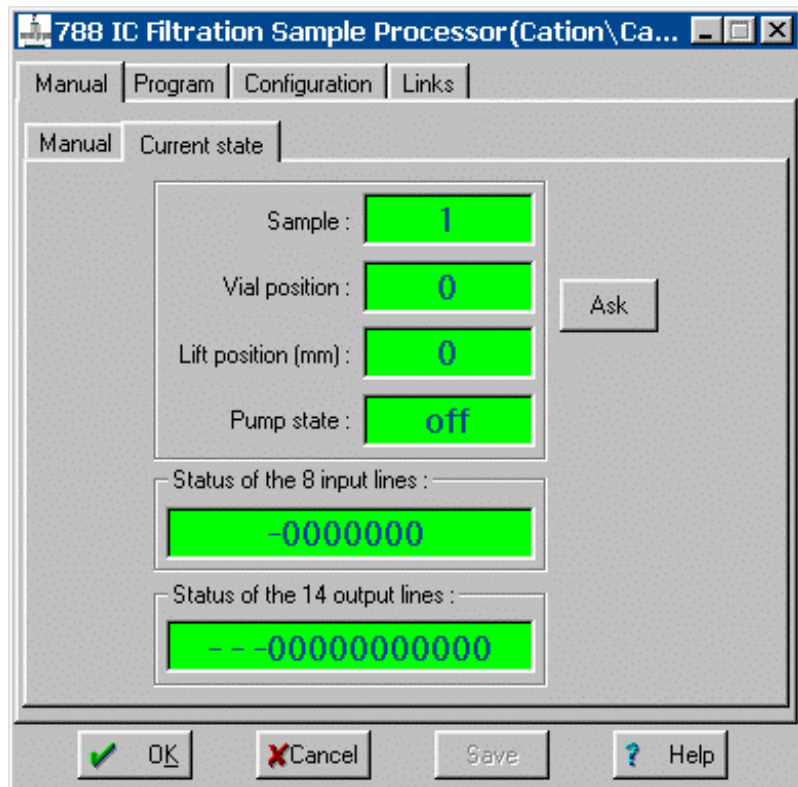 788 IC Filtration Sample Processor(Cation\Ca...
Manual Program Configuration Links
Manual Current state
Sample : 1
Vial position : 0
Ask
Lift position (mm) : 0
Pump state : off
Status of the 8 input lines :
-0000000
Status of the 14 output lines :
- - -00000000000
OK Cancel Save ? Help